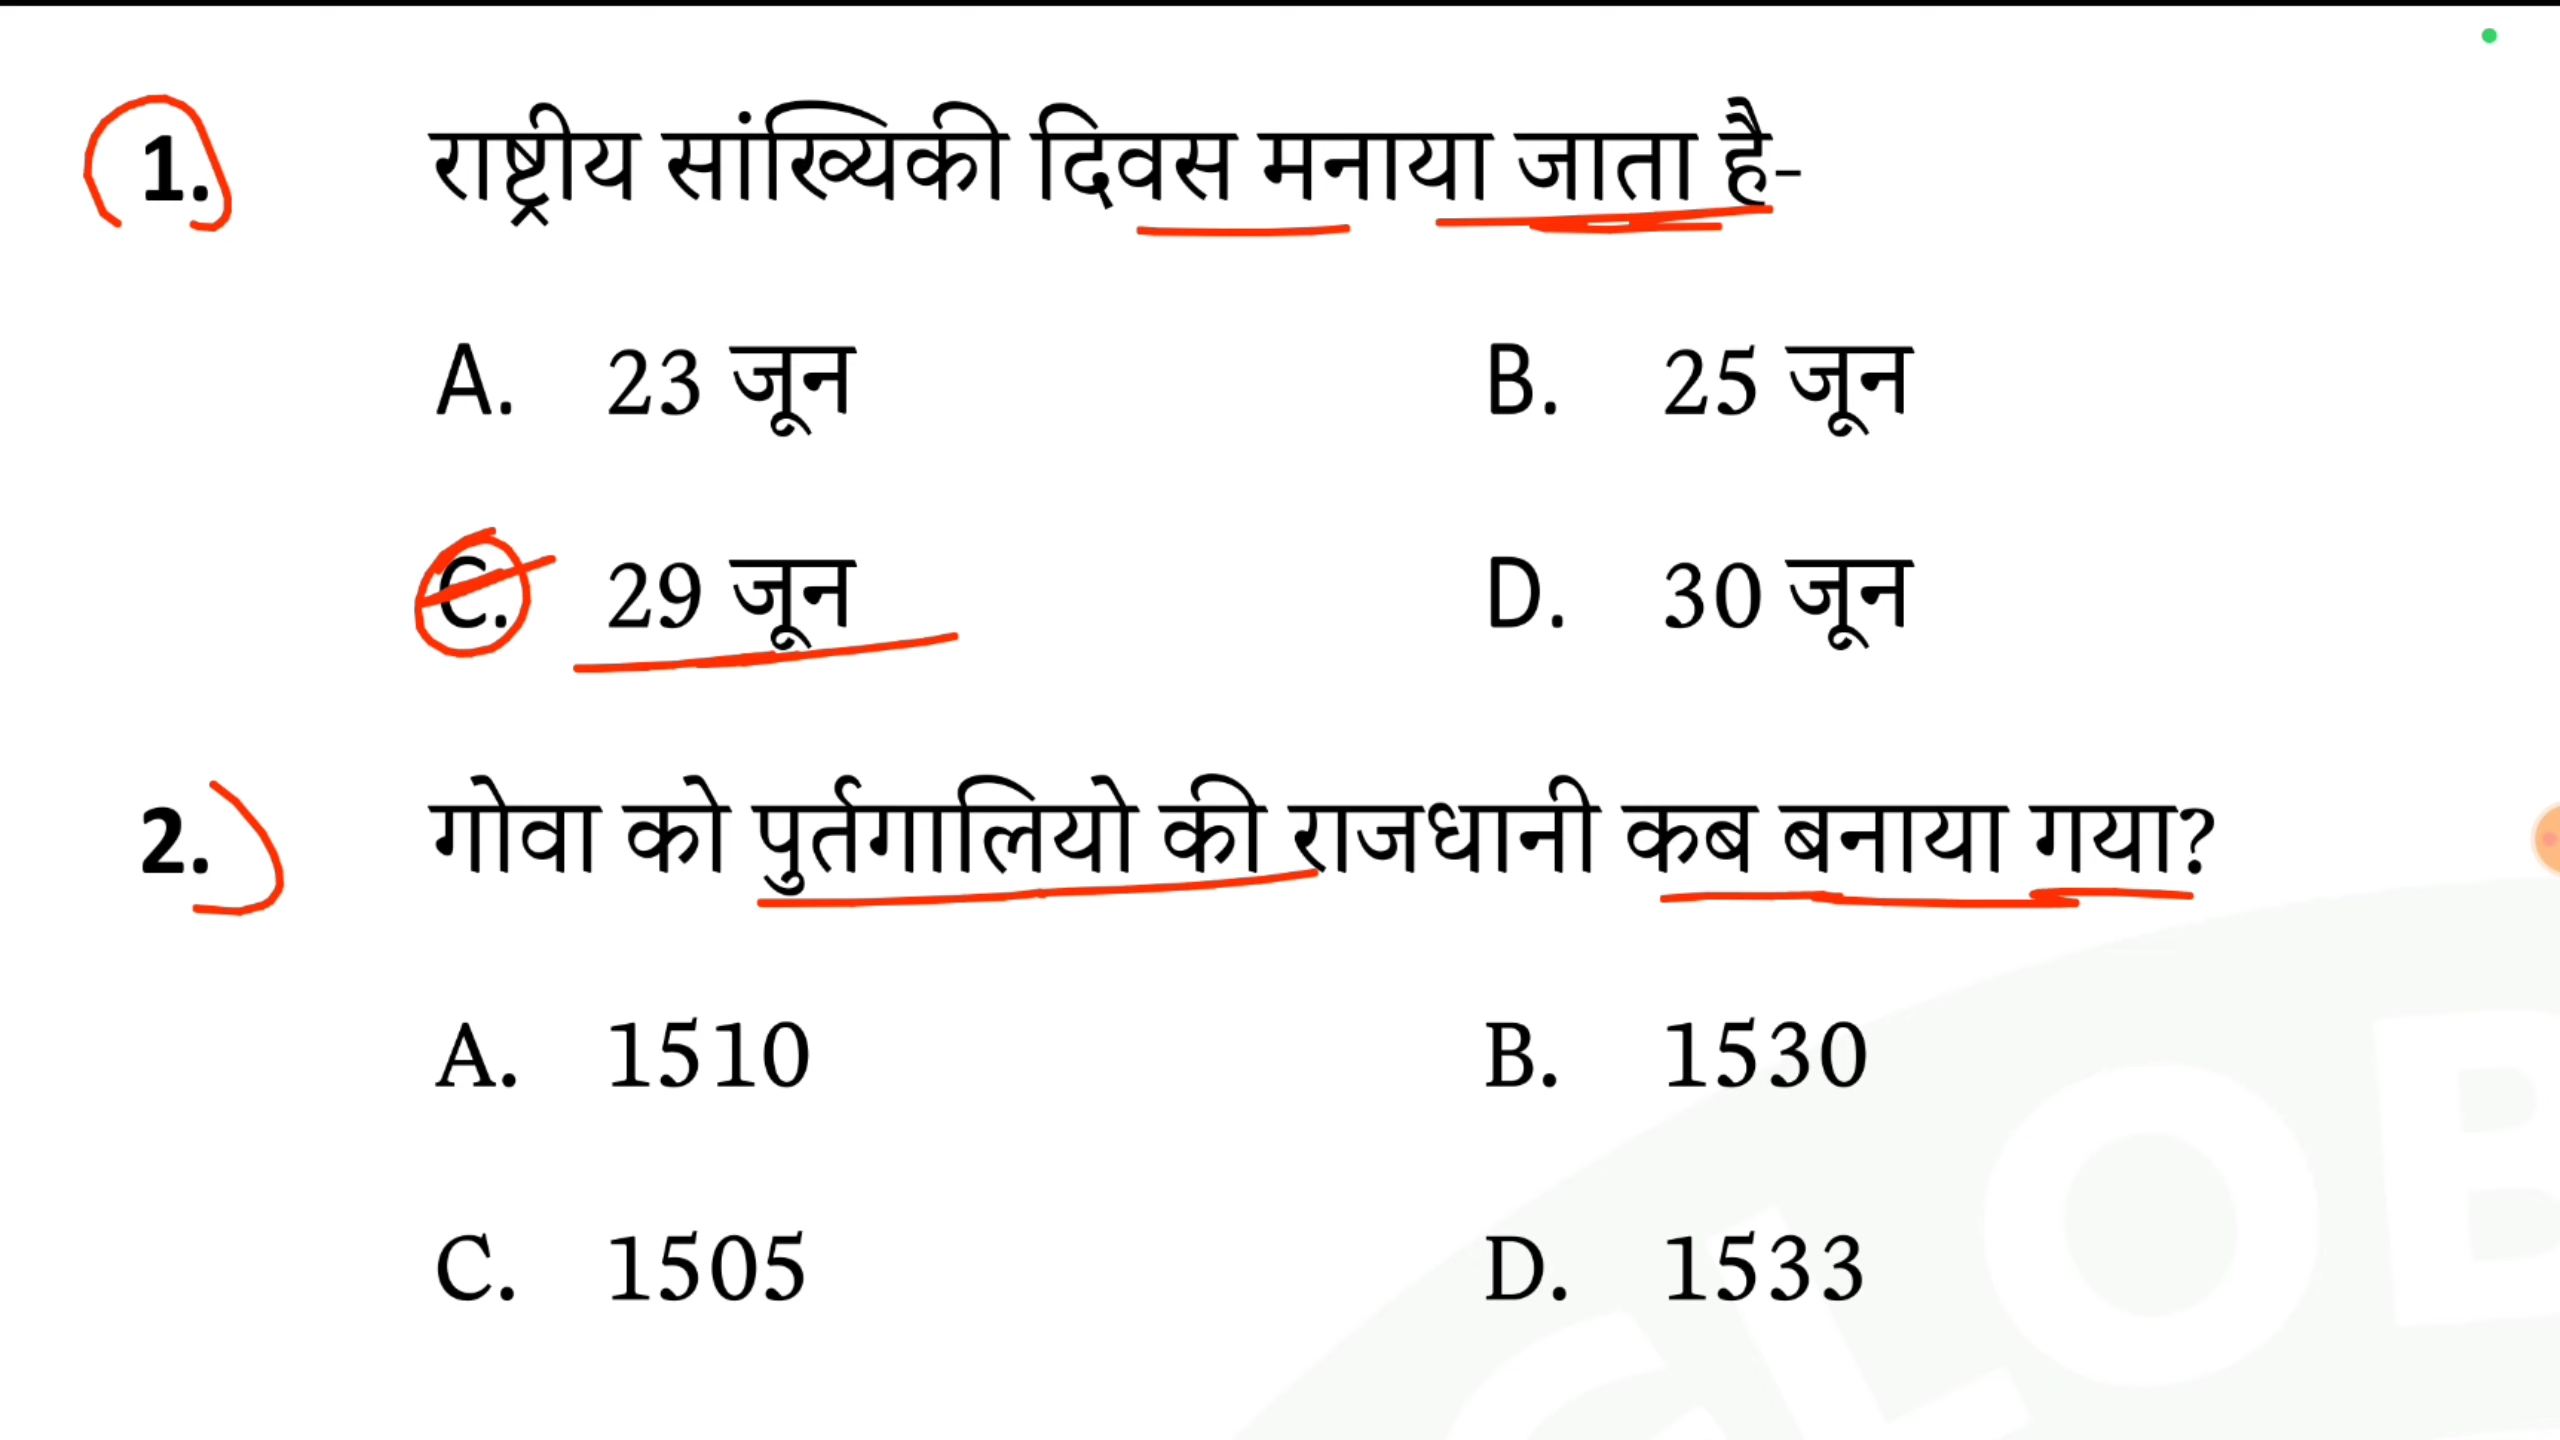 1. राष्ट्रीय सांख्यिकी दिवस मनाया जाता है-
A. 23 जून B. 25 जून
C. 29 जून D. 30 जून
2. गोवा को पुर्तगालियो की राजधानी कब बनाया गया?
A. 1510 B. 1530
C. 1505 D. 1533